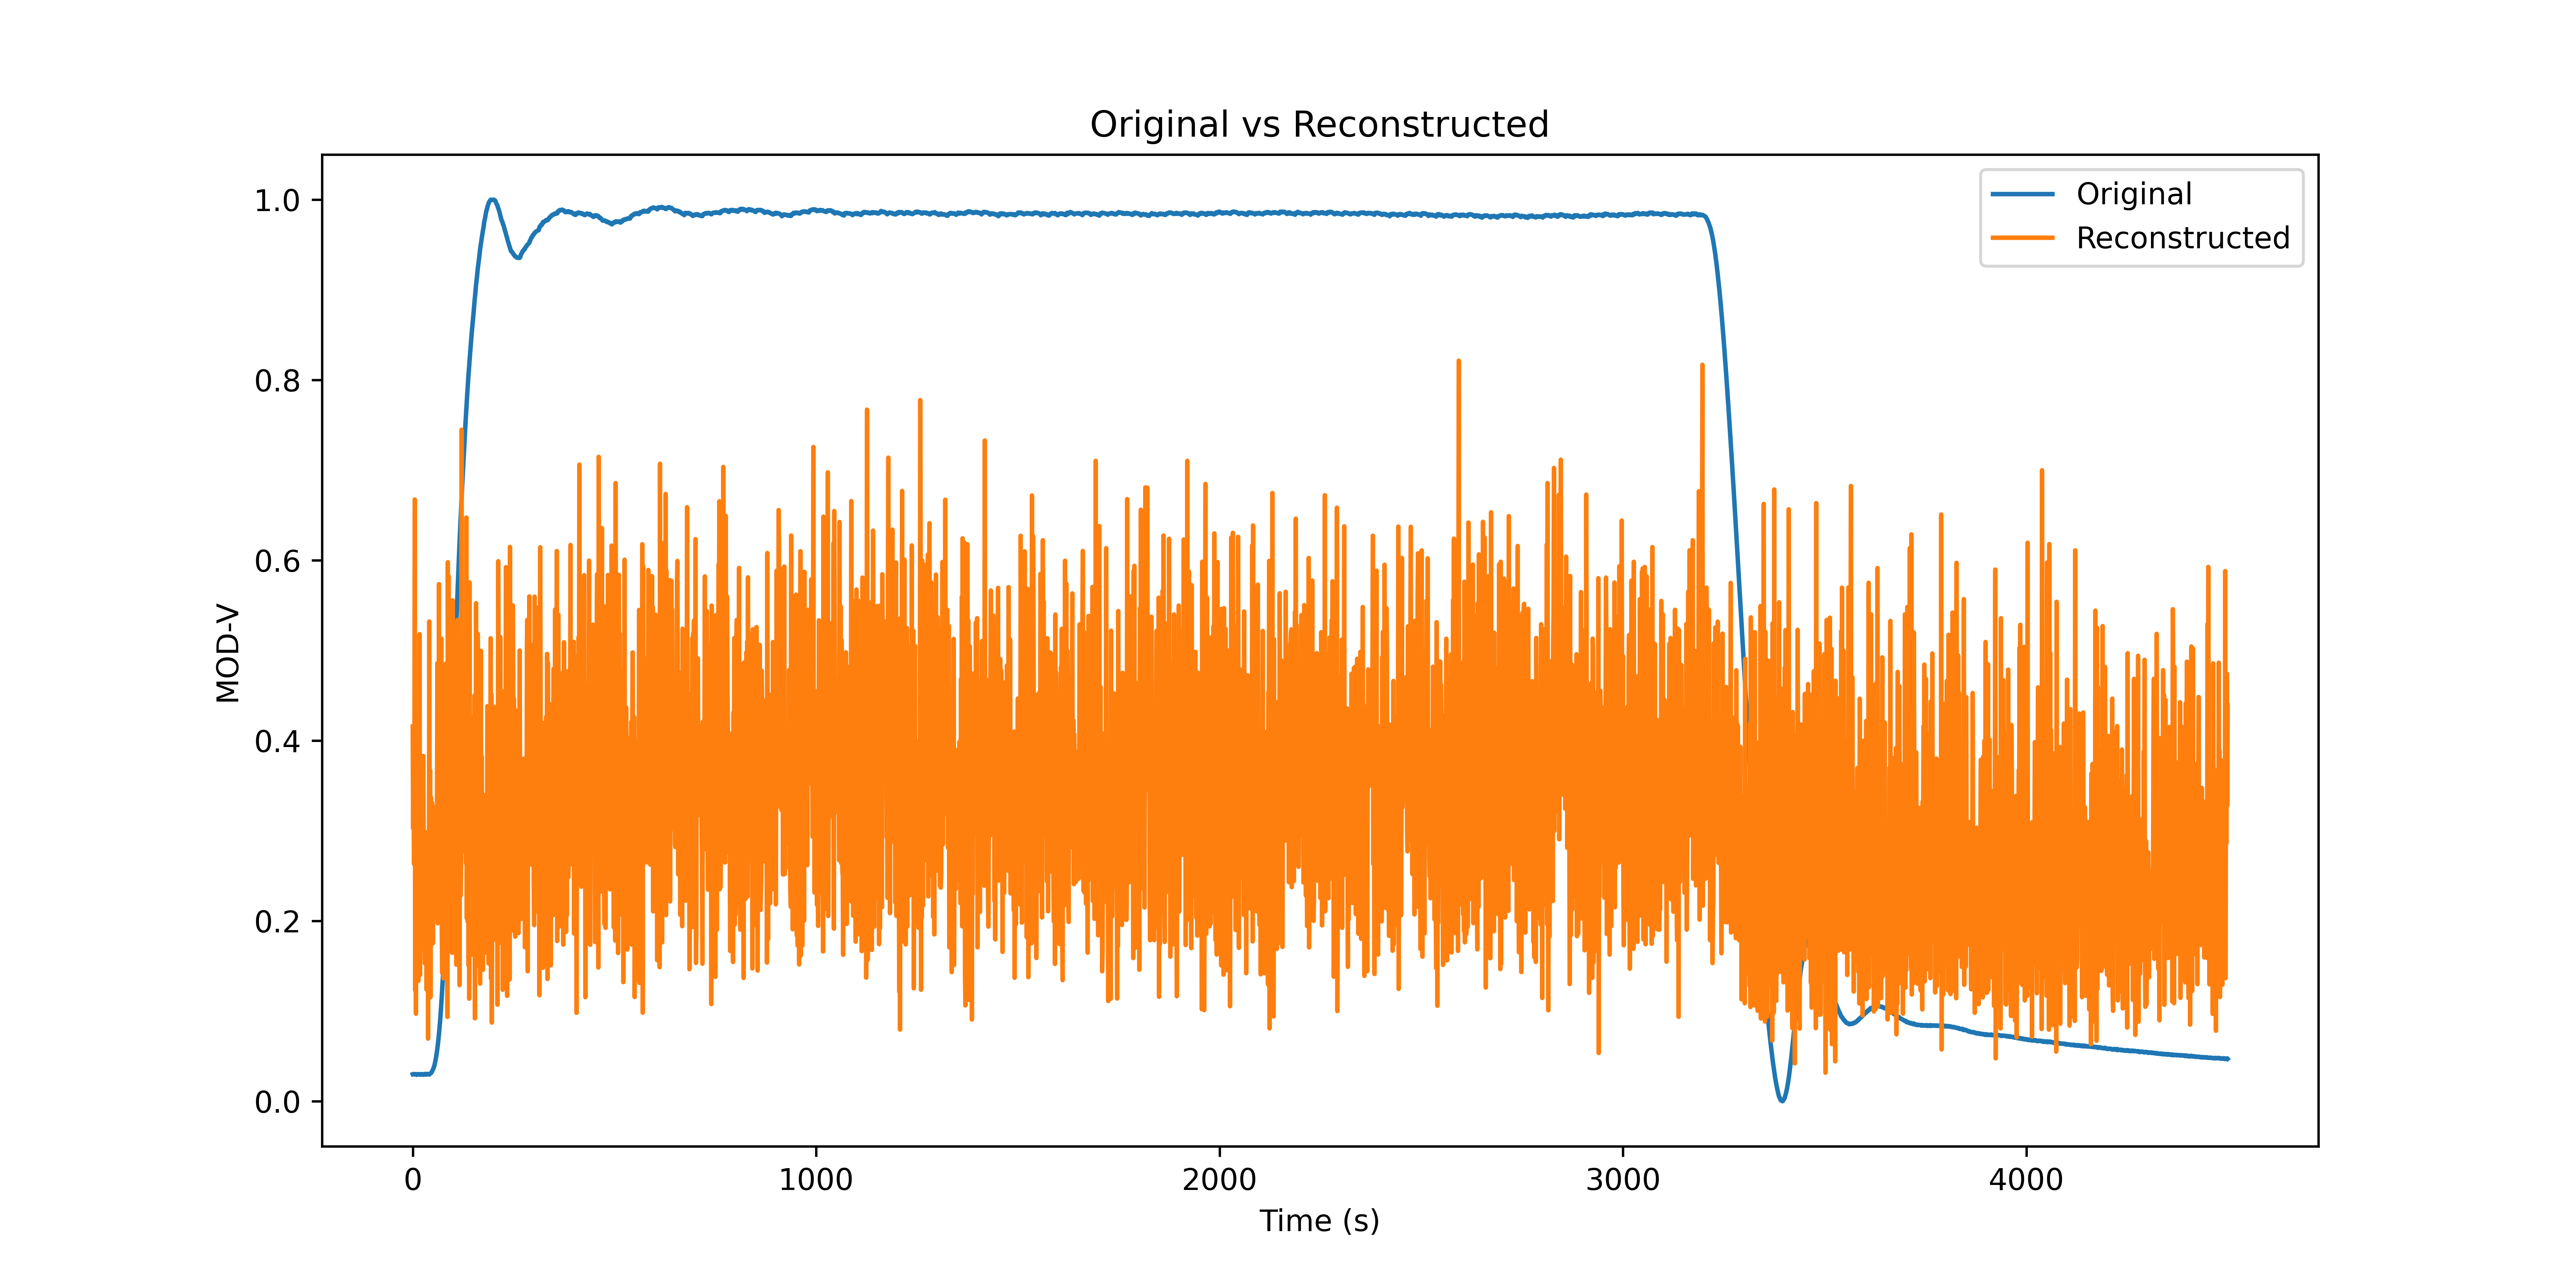 Original vs Reconstructed
Original
Reconstructed
MOD-V
1.0
0.8
0.6
0.4
0.2
0.0
0
1000
2000
3000
4000
Time (s)